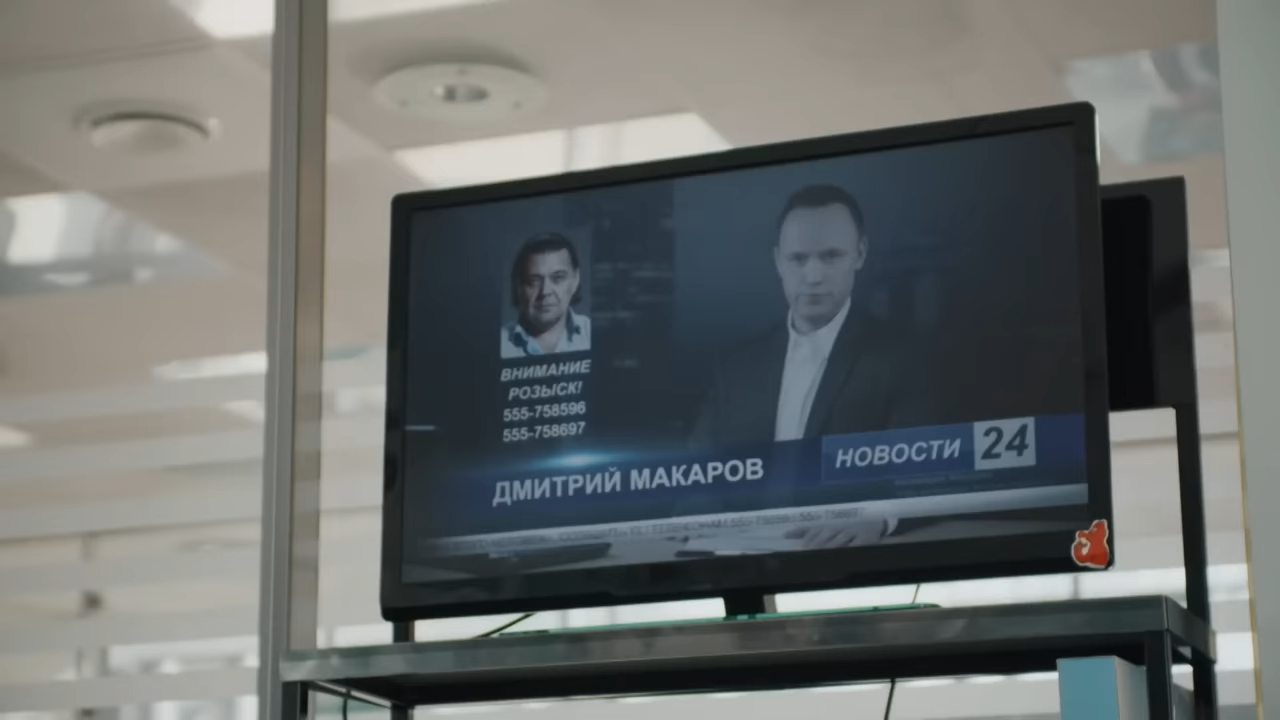 ВНИМАНИЕ
РОЗЫСК!
555-758596
555-758697
ДМИТРИЙ МАКАРОВ
НОВОСТИ 24